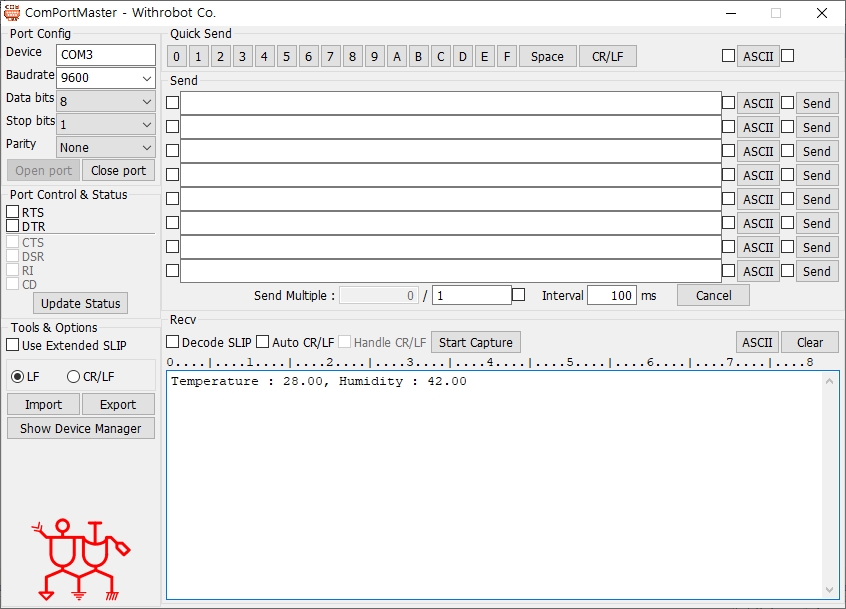 ComPortMaster - Withrobot Co.
Port Config
Device COM3
Baudrate 9600
Data bits 8
Stop bits 1
Parity None
Open port Close port
Port Control & Status
RTS
DTR
CTS
DSR
RI
CD
Update Status
Tools & Options
Use Extended SLIP
LF CR/LF
Import Export
Show Device Manager
Quick Send
0 1 2 3 4 5 6 7 8 9 A B C D E F Space CR/LF ASCII
Send
ASCII Send
ASCII Send
ASCII Send
ASCII Send
ASCII Send
ASCII Send
ASCII Send
ASCII Send
Send Multiple : 0 / 1 Interval 100 ms Cancel
Recv
Decode SLIP Auto CR/LF Handle CR/LF Start Capture ASCII Clear
0....|....1....|....2....|....3....|....4....|....5....|....6....|....7....|....8
Temperature : 28.00, Humidity : 42.00